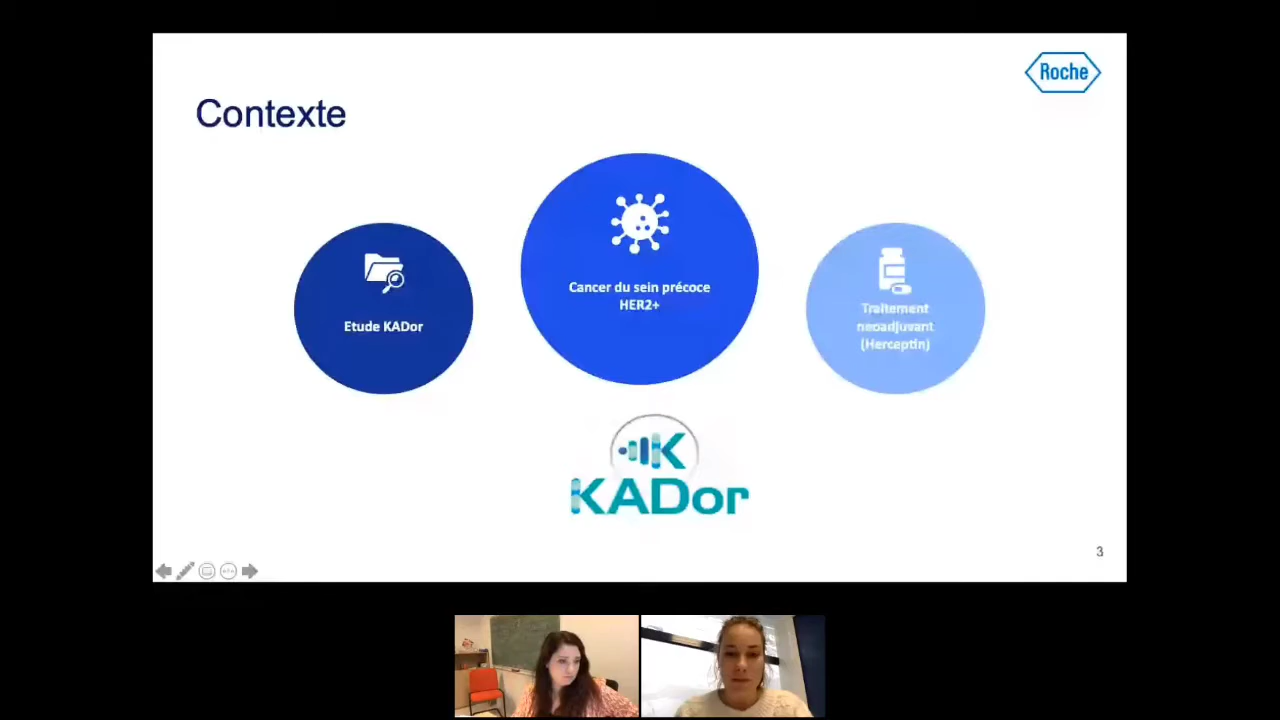 Roche
Contexte
Etude KADor
Cancer du sein précoce
HER2+
Traitement
neoadjuvant
(Herceptin)
K
KADor
3